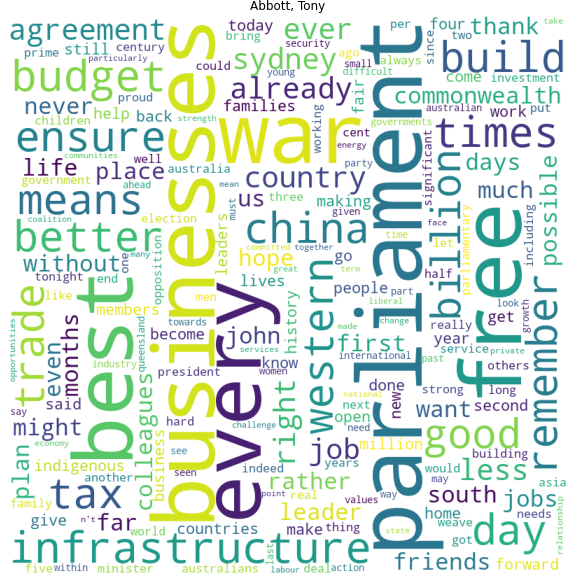 Abbott, Tony
agreement
prime
still
century
particularly
today
bring
security
ever
per
four
since
two
thank
take
always
ago
small
young
difficult
budget
never
proud
could
sydney
fair
come
investment
build
children
help
back
already
commonwealth
australian
work
put
communities
strength
families
war
working
cent
energy
governments
party
significant
ensure
businesses
parliament
times
life
place
well
australia
government
ahead
country
making
days
much
possible
means
coalition
election
mean
must
us
three
given
billion
face
parliamentary
including
better
opposition
leaders
china
time
let
free
without
one
many
committed
together
hope
go
half
look
growth
tonight
end
lives
great
term
people
part
trade
like
members
men
history
western
liberal
change
really
get
remember
opportunities
months
best
queensland
towards
every
john
made
first
past
year
service
private
others
even
industry
become
services
know
international
said
president
women
done
new
strong
long
say
might
colleagues
hard
challenge
right
next
open
national
need
want
second
economy
plan
see
job
million
good
building
indigenous
business
indeed
years
would
less
another
seen
rather
may
asia
family
tax
n't
far
point
real
values
way
south
jobs
give
world
countries
leader
home
needs
make
thing
state
weave
got
day
relationship
infrastructure
last
friends
forward
five
within
minister
australians
labour
deal
action